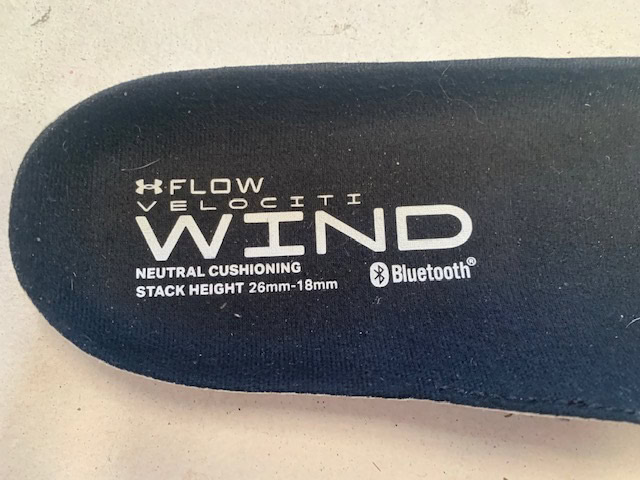 FLOW
VELOCITI
WIND
NEUTRAL CUSHIONING
STACK HEIGHT 26mm-18mm
Bluetooth®